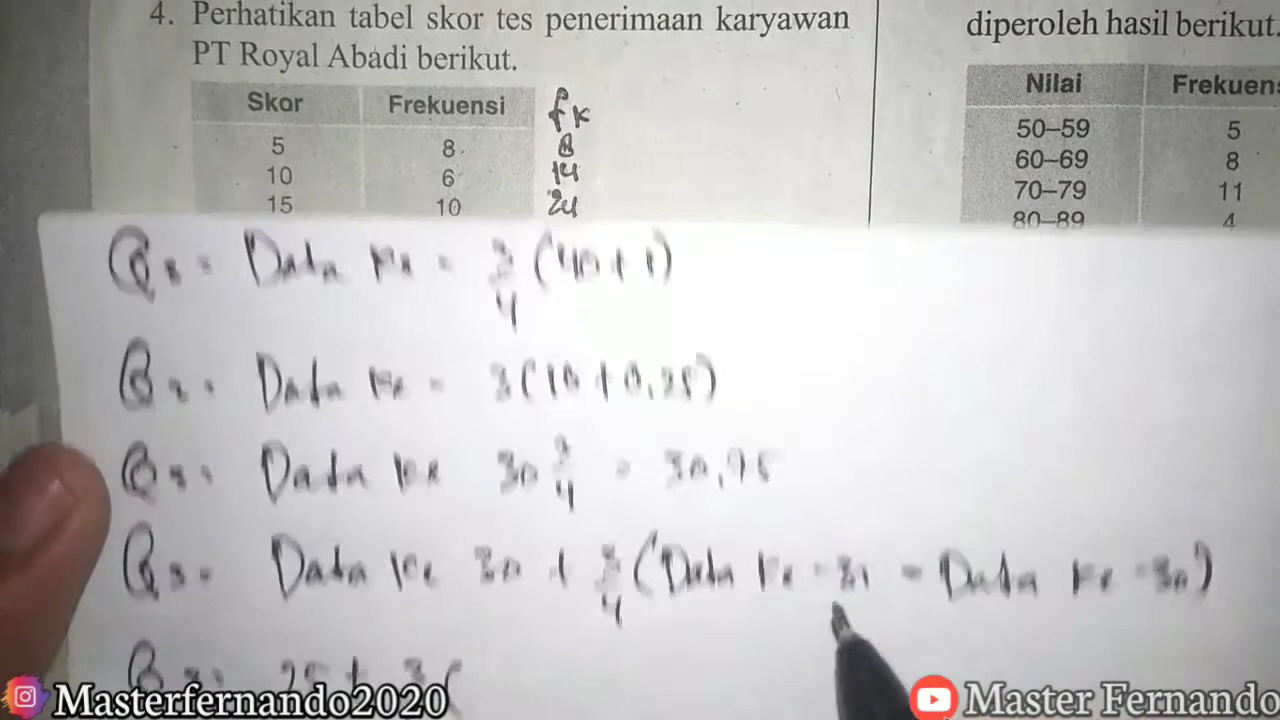 4. Perhatikan tabel skor tes penerimaan karyawan
PT Royal Abadi berikut.
Skor Frekuensi fk
5 8 8
10 6 14
15 10 24
diperoleh hasil berikut.
Nilai Frekuens
50–59 5
60–69 8
70–79 11
80–89 4
Q3 = Data ke = 3/4 (40 + 1)
Q3 = Data ke = 3(10 + 0,25)
Q3 = Data ke 30 3/4 = 30,75
Q3 = Data ke 30 + 3/4 (Data ke-31 - Data ke-30)
Q3 = 25 + 3(
Masterfernando2020
Master Fernando